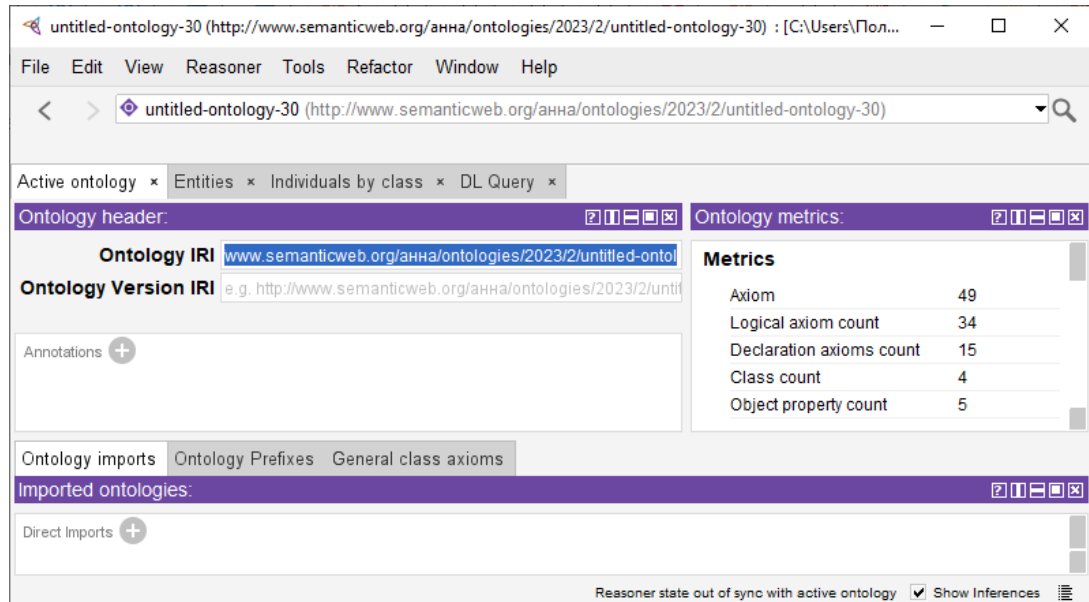 untitled-ontology-30 (http://www.semanticweb.org/анна/ontologies/2023/2/untitled-ontology-30) : [C:\Users\Пол...
File Edit View Reasoner Tools Refactor Window Help
untitled-ontology-30 (http://www.semanticweb.org/анна/ontologies/2023/2/untitled-ontology-30)
Active ontology × Entities × Individuals by class × DL Query ×
Ontology header:
Ontology IRI www.semanticweb.org/анна/ontologies/2023/2/untitled-ontol
Ontology Version IRI e.g. http://www.semanticweb.org/анна/ontologies/2023/2/untit
Annotations
Ontology metrics:
Metrics
Axiom 49
Logical axiom count 34
Declaration axioms count 15
Class count 4
Object property count 5
Ontology imports Ontology Prefixes General class axioms
Imported ontologies:
Direct Imports
Reasoner state out of sync with active ontology Show Inferences